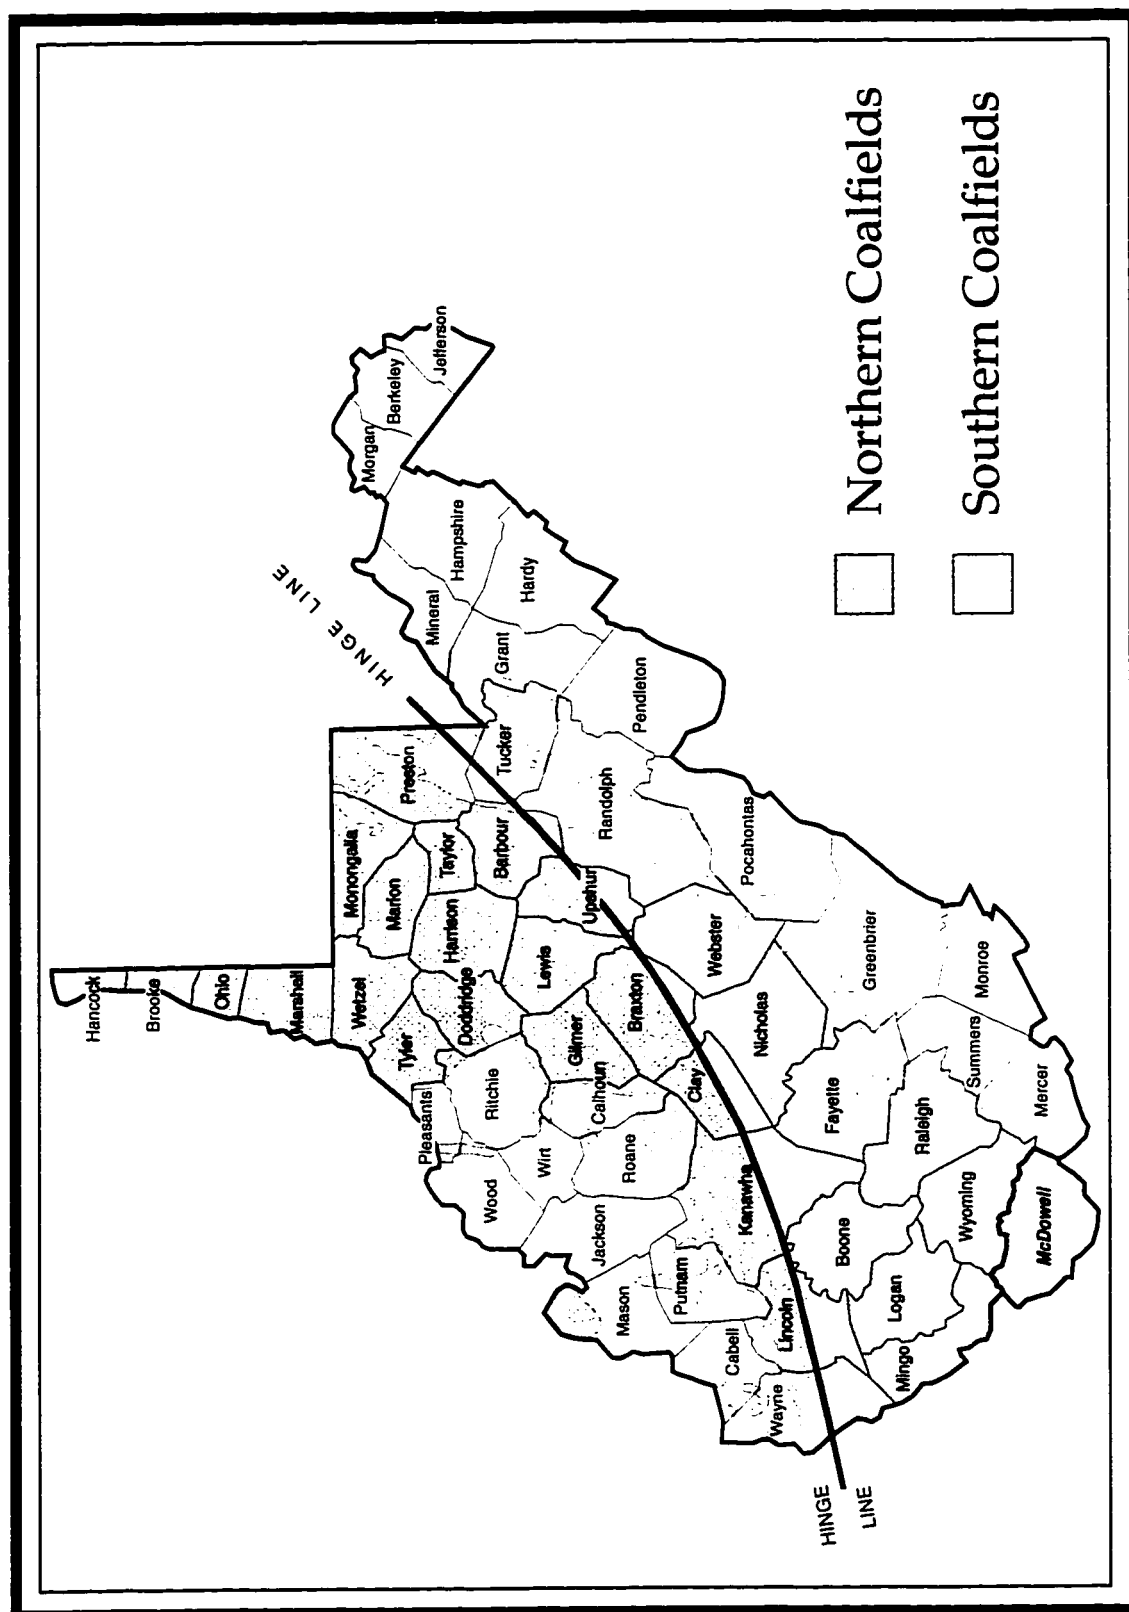 Hancock
Brooke
Ohio
Marshall
Wetzel
Monongalia
Marion
Preston
Tyler
Pleasants
Doddridge
Harrison
Taylor
Barbour
Tucker
Ritchie
Wood
Wirt
Calhoun
Gilmer
Lewis
Upshur
Randolph
Roane
Jackson
Braxton
Webster
Clay
Mason
Putnam
Kanawha
Nicholas
Pocahontas
Cabell
Lincoln
Wayne
Boone
Fayette
Greenbrier
Mingo
Logan
Raleigh
Summers
Monroe
Wyoming
Mercer
McDowell
Mineral
Grant
Hampshire
Hardy
Pendleton
Morgan
Berkeley
Jefferson
HINGE LINE
HINGE
LINE
Northern Coalfields
Southern Coalfields